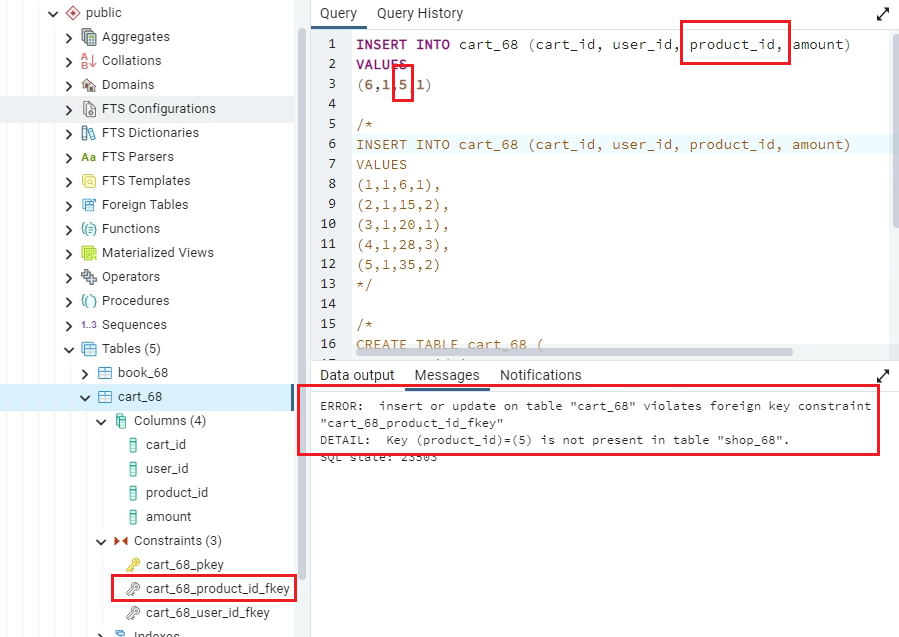 public
Aggregates
Collations
Domains
FTS Configurations
FTS Dictionaries
Aa FTS Parsers
FTS Templates
Foreign Tables
Functions
Materialized Views
Operators
Procedures
1..3 Sequences
Tables (5)
book_68
cart_68
Columns (4)
cart_id
user_id
product_id
amount
Constraints (3)
cart_68_pkey
cart_68_product_id_fkey
cart_68_user_id_fkey
Indexes
Query Query History
1 INSERT INTO cart_68 (cart_id, user_id, product_id, amount)
2 VALUES
3 (6,1,5,1)
4
5 /*
6 INSERT INTO cart_68 (cart_id, user_id, product_id, amount)
7 VALUES
8 (1,1,6,1),
9 (2,1,15,2),
10 (3,1,20,1),
11 (4,1,28,3),
12 (5,1,35,2)
13 */
14
15 /*
16 CREATE TABLE cart_68 (
Data output Messages Notifications
ERROR: insert or update on table "cart_68" violates foreign key constraint
"cart_68_product_id_fkey"
DETAIL: Key (product_id)=(5) is not present in table "shop_68".
SQL state: 23503